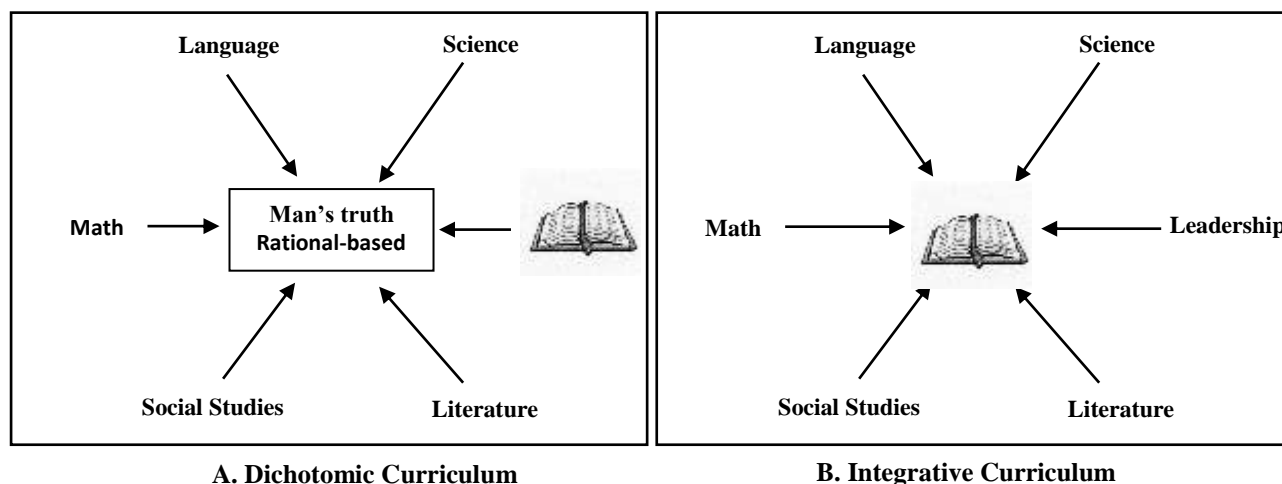 Language
Science
Math
Man’s truth
Rational-based
Social Studies
Literature
A. Dichotomic Curriculum
Language
Science
Math
Leadership
Social Studies
Literature
B. Integrative Curriculum